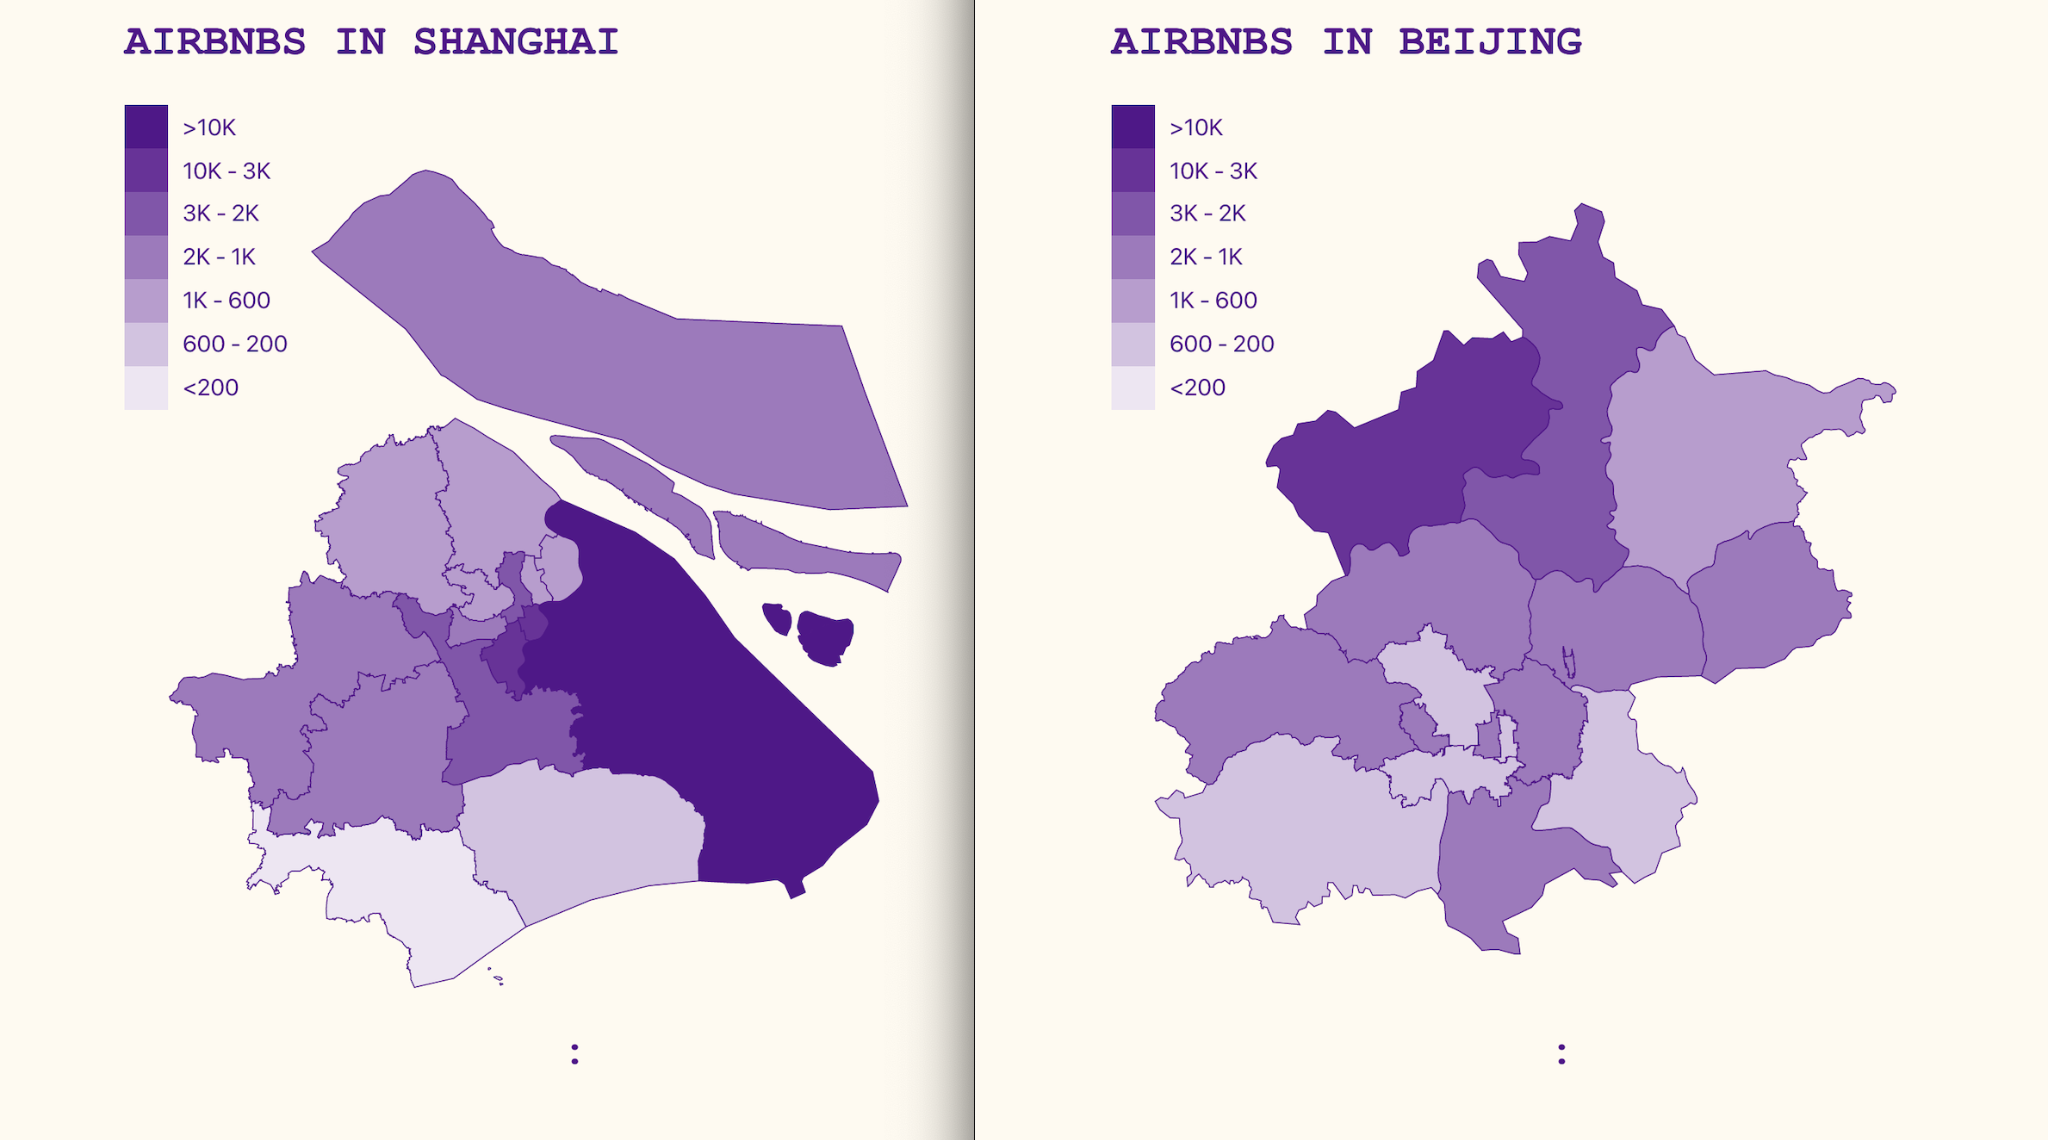 AIRBNBS IN SHANGHAI
>10K
10K - 3K
3K - 2K
2K - 1K
1K - 600
600 - 200
<200
:
AIRBNBS IN BEIJING
>10K
10K - 3K
3K - 2K
2K - 1K
1K - 600
600 - 200
<200
: